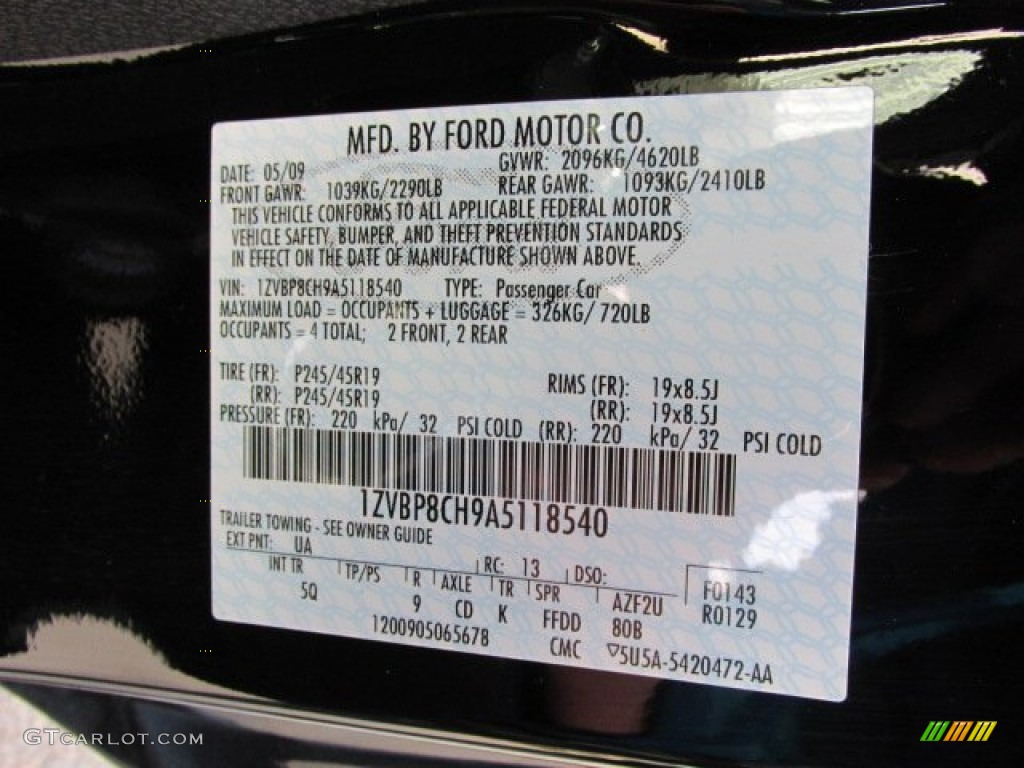 MFD. BY FORD MOTOR CO.
DATE: 05/09 GVWR: 2096KG/4620LB
FRONT GAWR: 1039KG/2290LB REAR GAWR: 1093KG/2410LB
THIS VEHICLE CONFORMS TO ALL APPLICABLE FEDERAL MOTOR
VEHICLE SAFETY, BUMPER, AND THEFT PREVENTION STANDARDS
IN EFFECT ON THE DATE OF MANUFACTURE SHOWN ABOVE.
VIN: 1ZVBP8CH9A5118540 TYPE: Passenger Car
MAXIMUM LOAD = OCCUPANTS + LUGGAGE = 326KG/ 720LB
OCCUPANTS = 4 TOTAL; 2 FRONT, 2 REAR
TIRE (FR): P245/45R19 RIMS (FR): 19x8.5J
(RR): P245/45R19 (RR): 19x8.5J
PRESSURE (FR): 220 kPa/ 32 PSI COLD (RR): 220 kPa/ 32 PSI COLD
1ZVBP8CH9A5118540
TRAILER TOWING - SEE OWNER GUIDE
EXT PNT: UA RC: 13 DSO: F0143
INT TR TP/PS R AXLE TR SPR AZF2U R0129
5Q 9 CD K FFDD 80B
1200905065678 CMC ▽5U5A-5420472-AA
GTCARLOT.COM